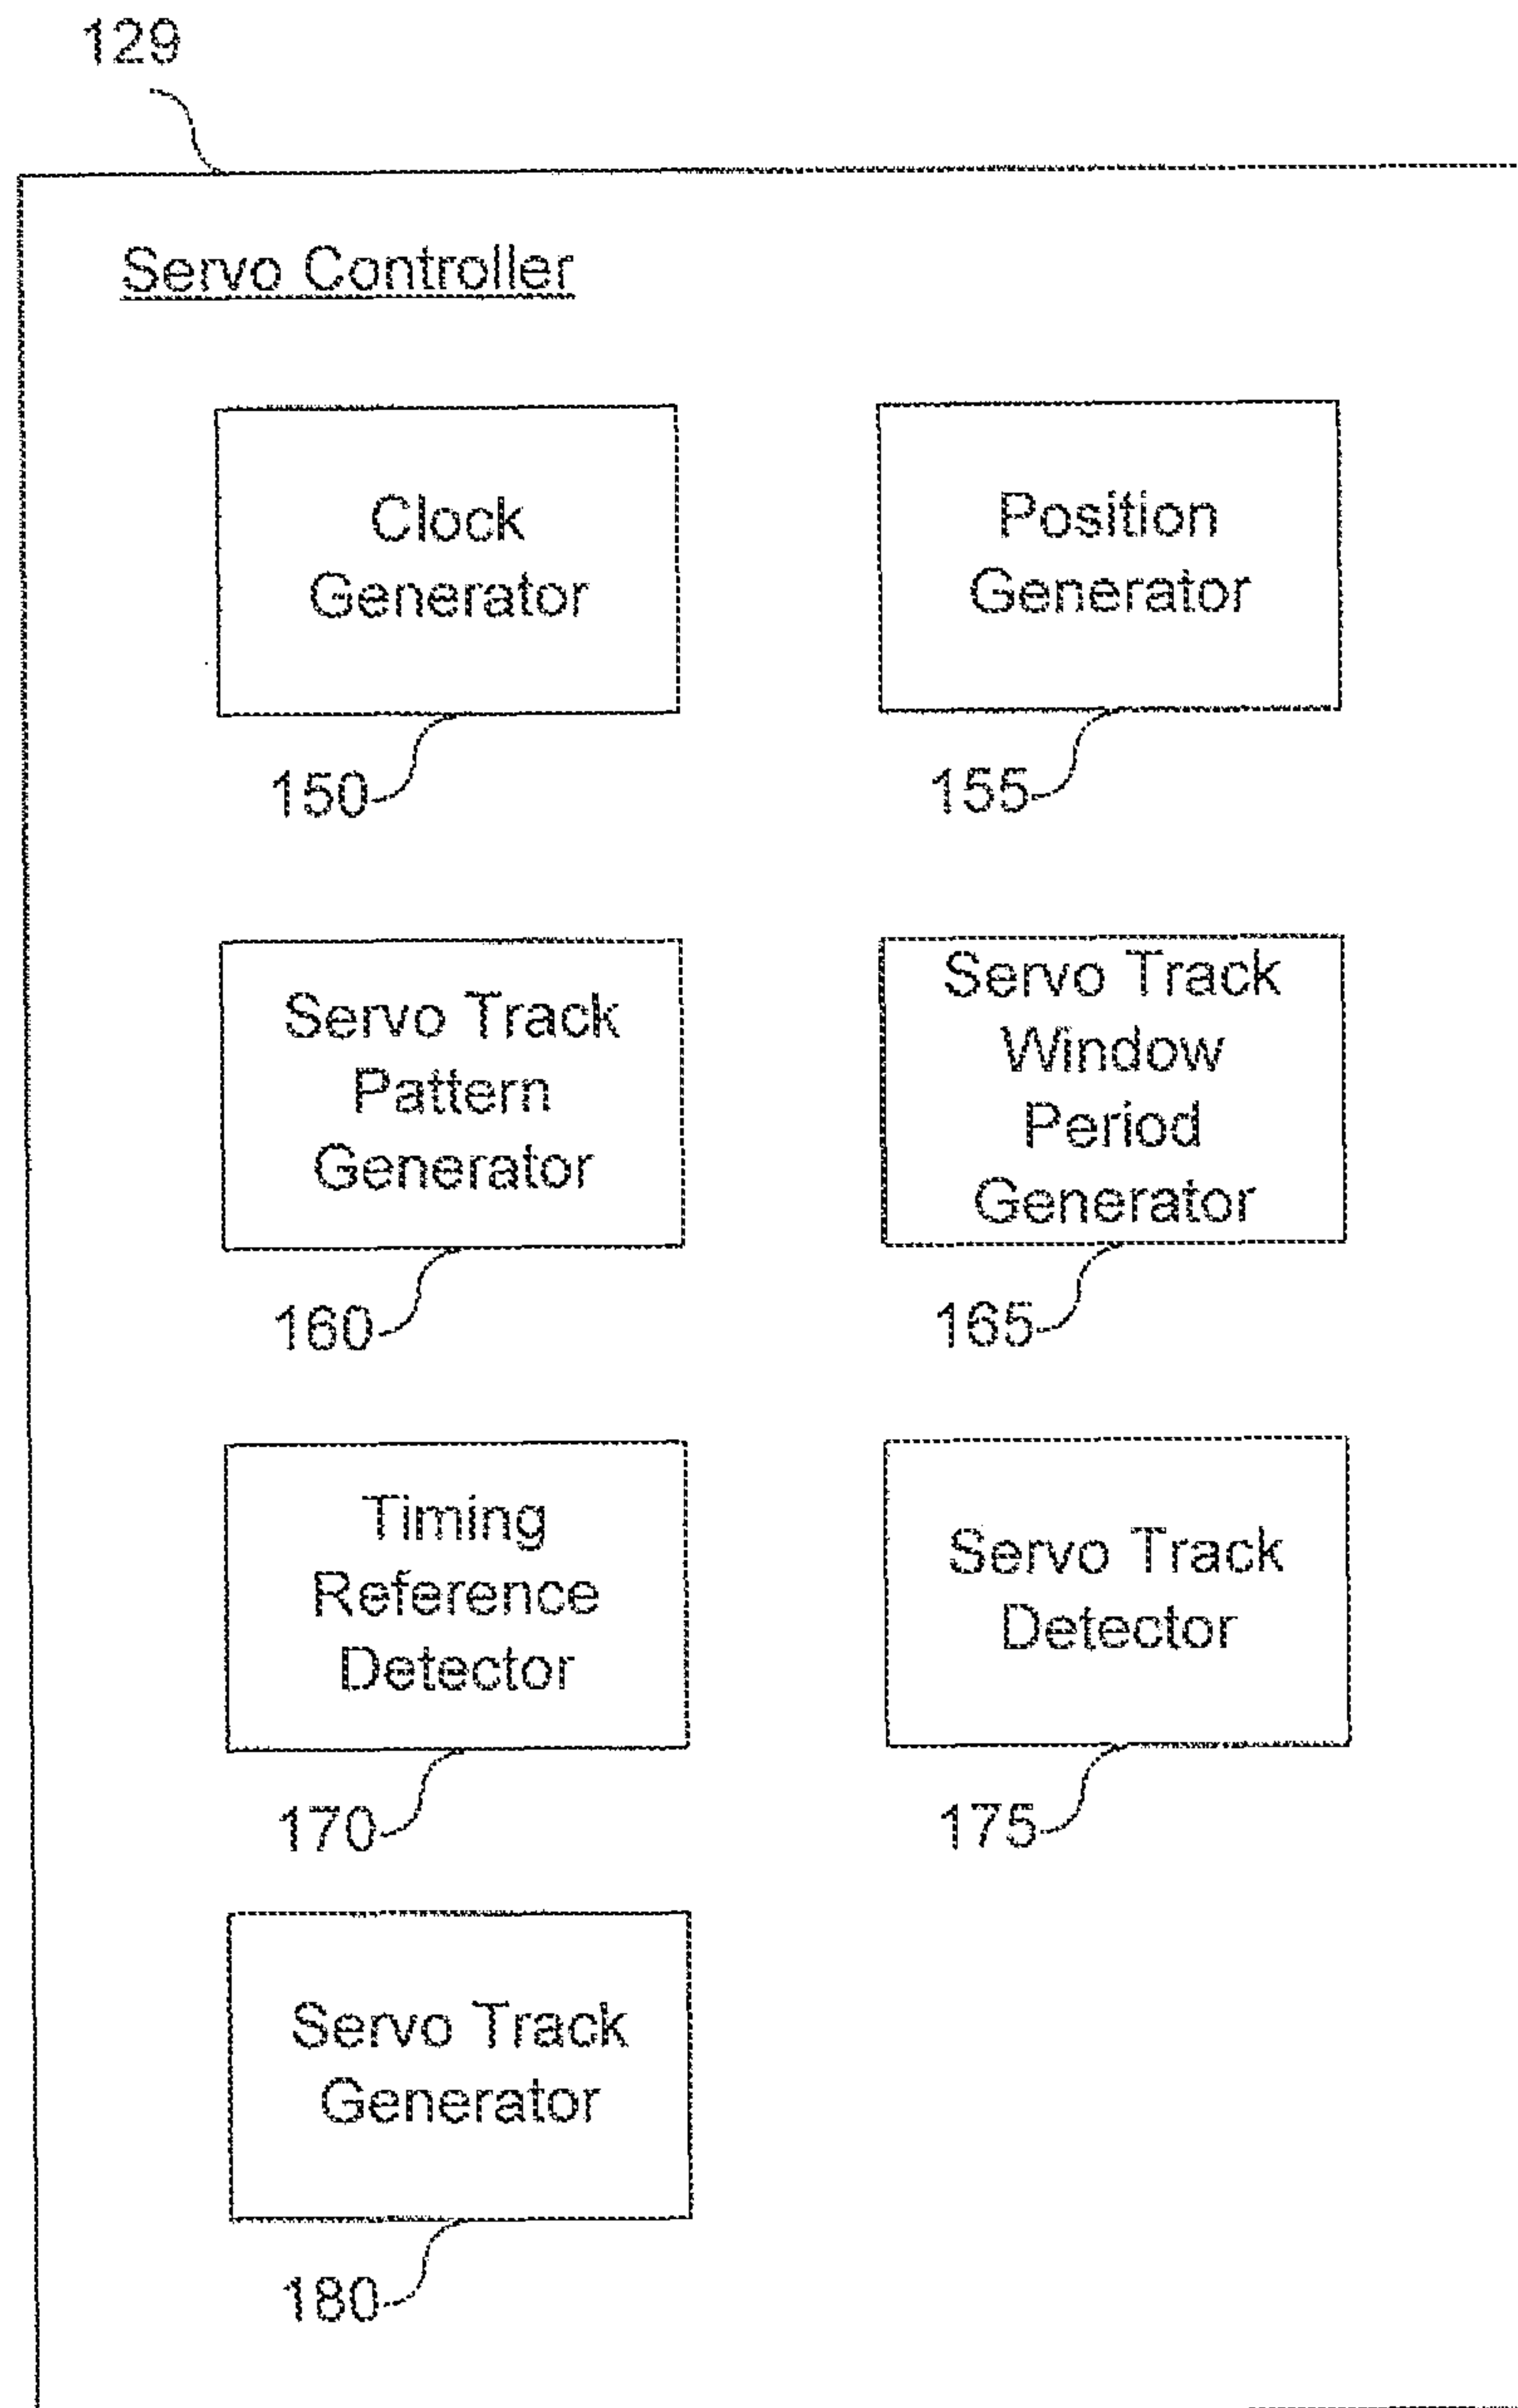 129
Servo Controller
Clock
Generator
150
Position
Generator
155
Servo Track
Pattern
Generator
160
Servo Track
Window
Period
Generator
165
Timing
Reference
Detector
170
Servo Track
Detector
175
Servo Track
Generator
180